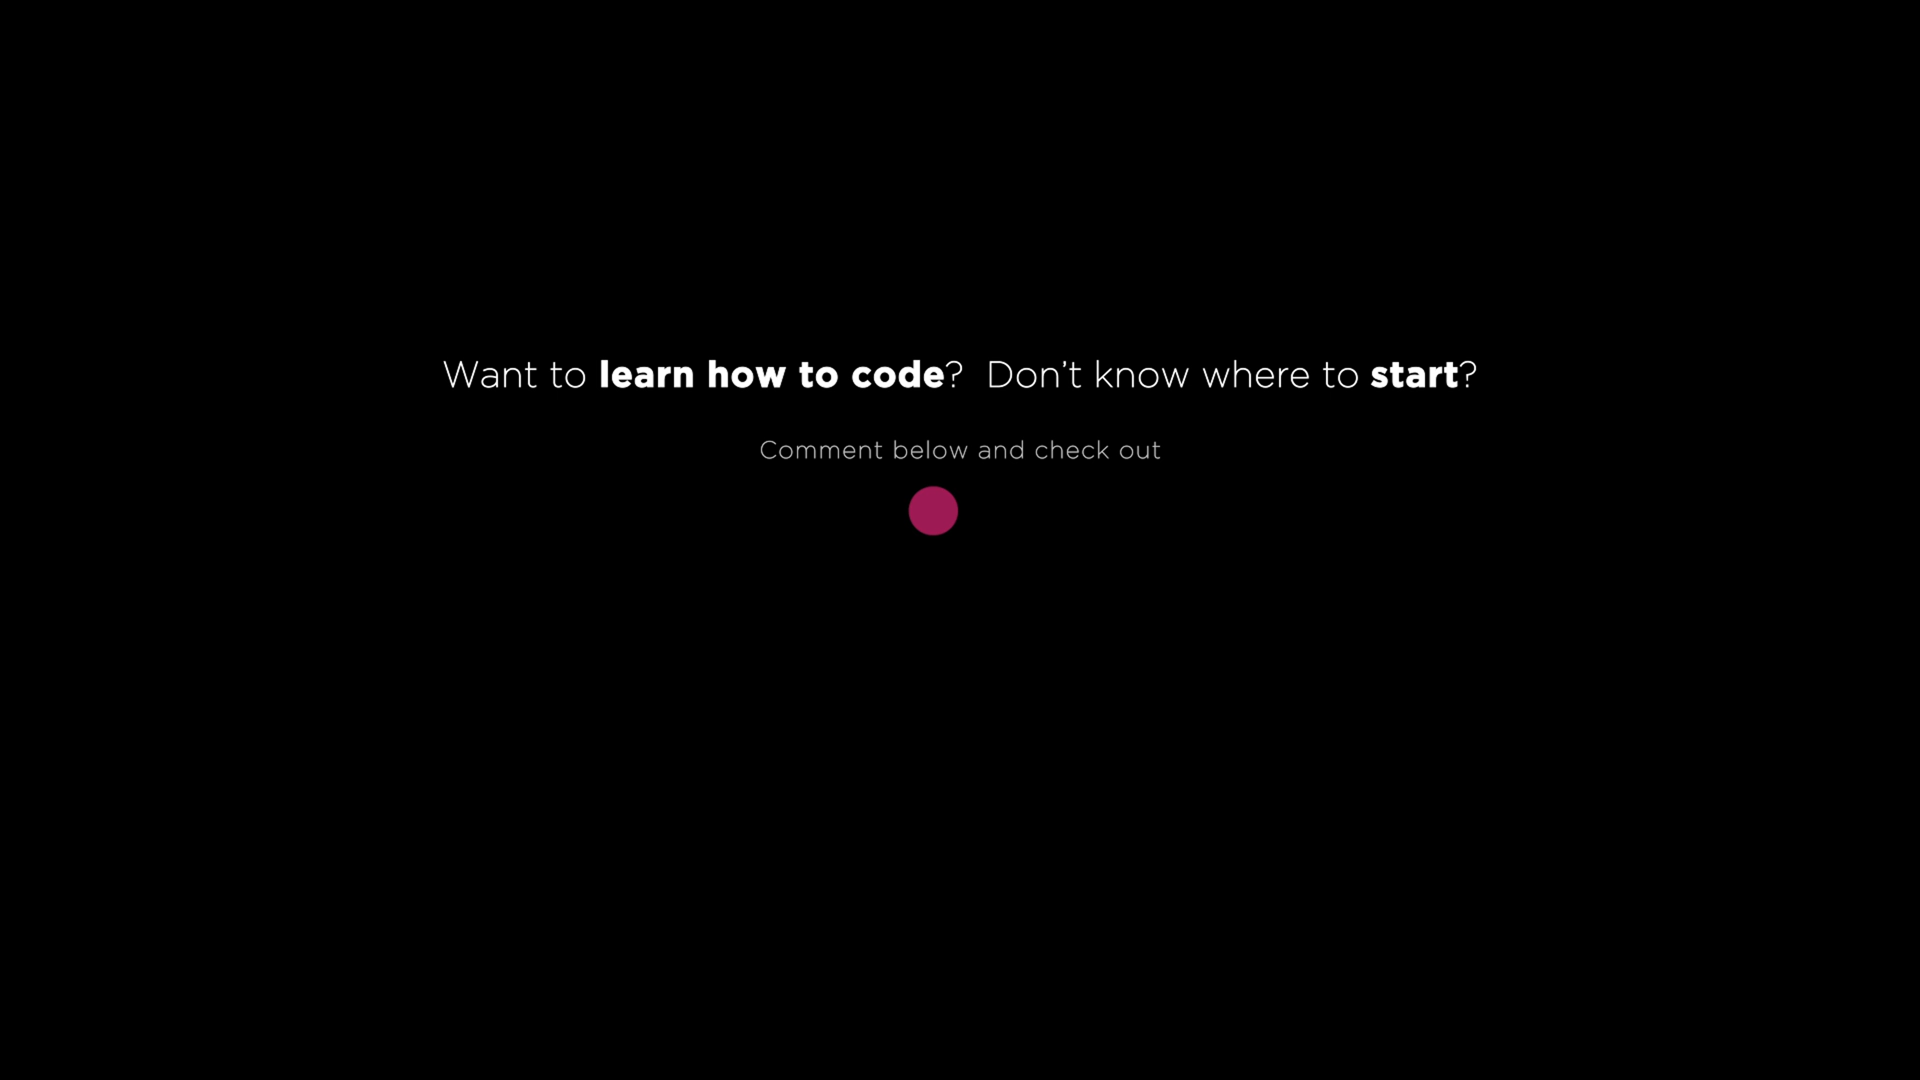 Want to learn how to code?  Don’t know where to start?
Comment below and check out